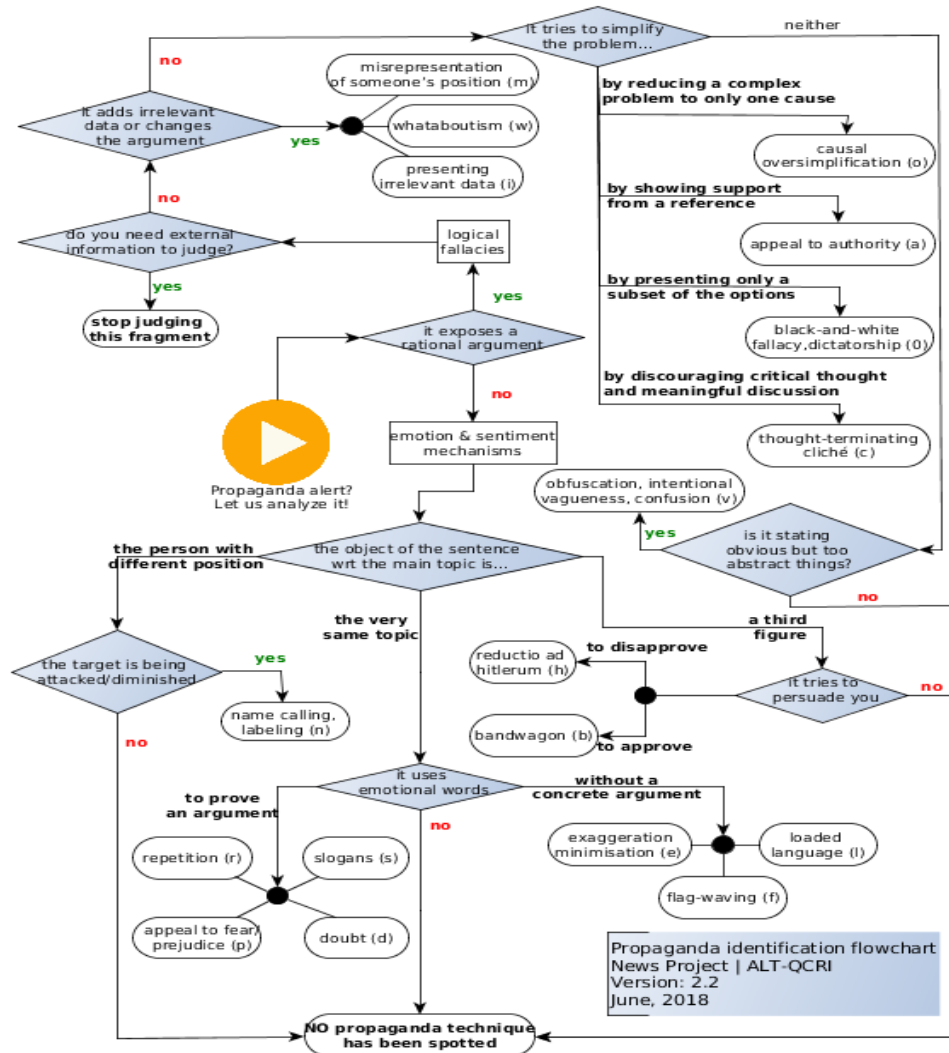 It tries to simplify
the problem...
neither
no
misrepresentation
of someone's position (m)
It adds irrelevant
data or changes
the argument
yes
whataboutism (w)
presenting
irrelevant data (i)
by reducing a complex
problem to only one cause
causal
oversimplification (o)
no
by showing support
from a reference
do you need external
information to judge?
logical
fallacies
appeal to authority (a)
yes
stop judging
this fragment
yes
by presenting only a
subset of the options
it exposes a
rational argument
black-and-white
fallacy,dictatorship (0)
no
by discouraging critical thought
and meaningful discussion
emotion & sentiment
mechanisms
thought-terminating
cliché (c)
Propaganda alert?
Let us analyze it!
obfuscation, intentional
vagueness, confusion (v)
yes
is it stating
obvious but too
abstract things?
no
the person with
different position
the object of the sentence
wrt the main topic is...
the very
same topic
a third
figure
the target is being
attacked/diminished
yes
name calling,
labeling (n)
no
to disapprove
reductio ad
hitlerum (h)
it tries to
persuade you
no
bandwagon (b)
to approve
it uses
emotional words
to prove
an argument
no
without a
concrete argument
repetition (r)
slogans (s)
appeal to fear/
prejudice (p)
doubt (d)
exaggeration
minimisation (e)
loaded
language (l)
flag-waving (f)
Propaganda identification flowchart
News Project | ALT-QCRI
Version: 2.2
June, 2018
NO propaganda technique
has been spotted